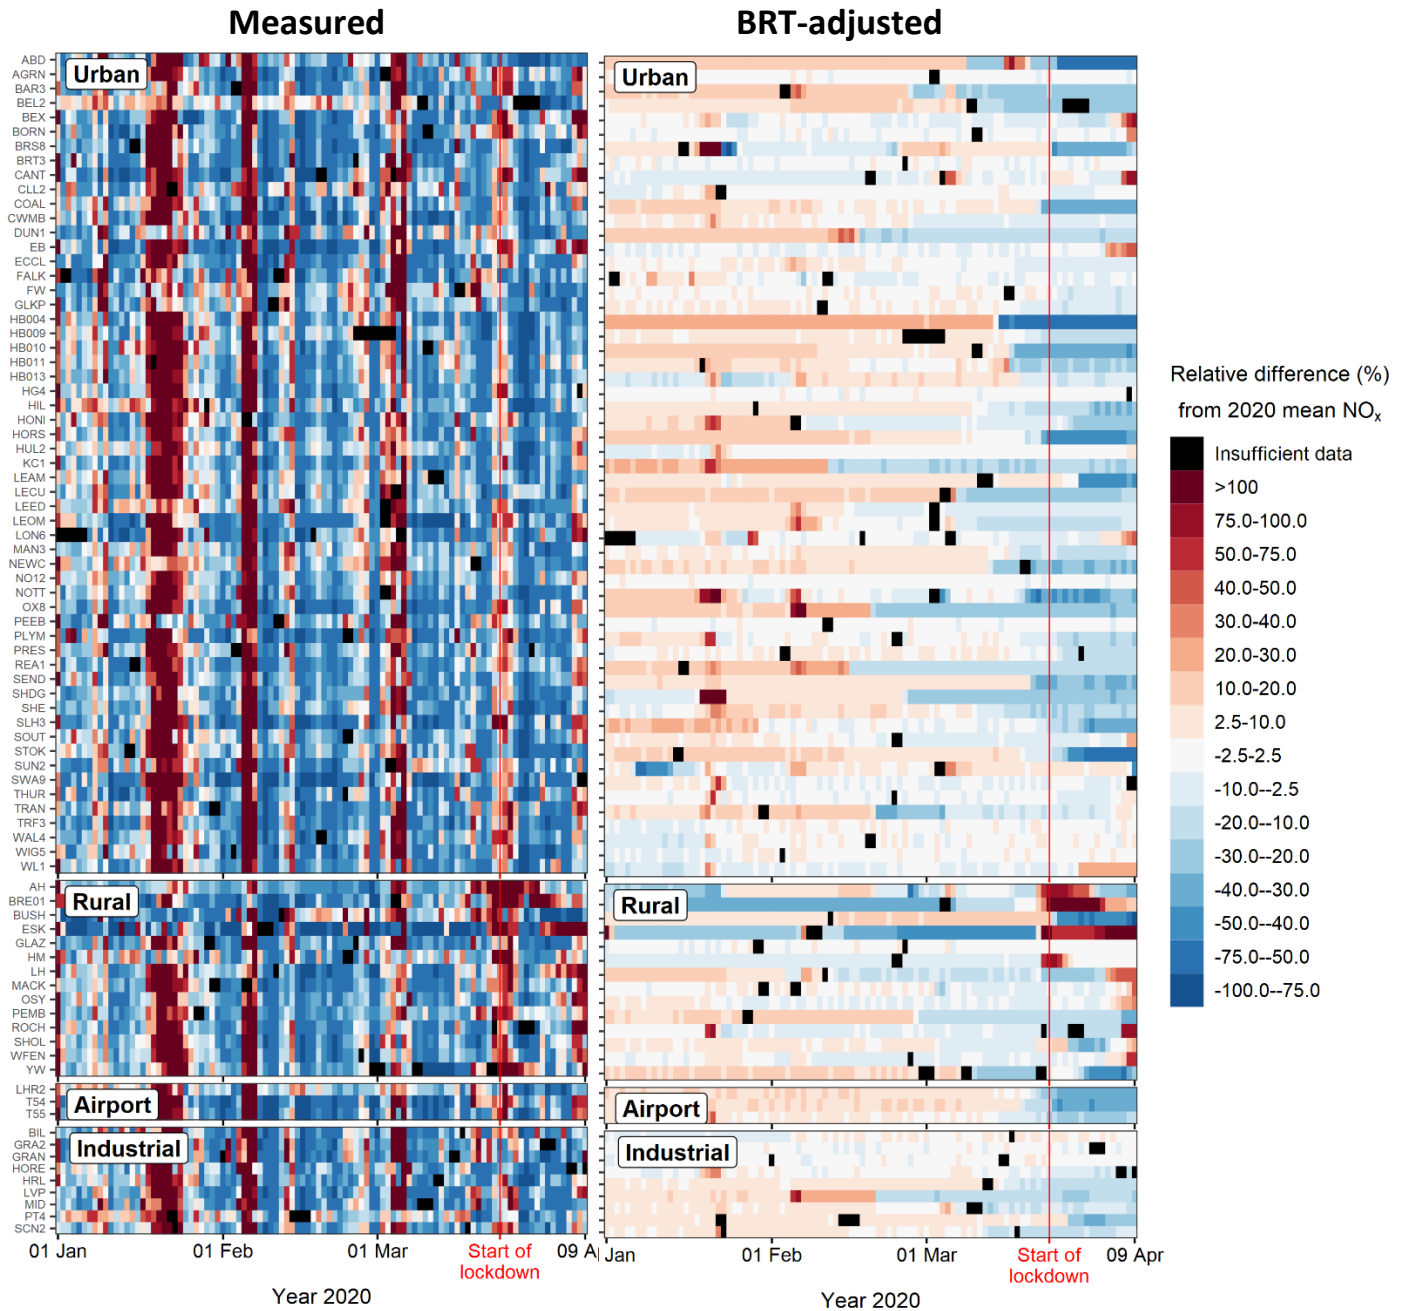 Measured
BRT-adjusted
ABD
AGRN
BAR3
BEL2
BEX
BORN
BRS8
BRT3
CANT
CLL2
COAL
CWMB
DUN1
EB
ECCL
FALK
FW
GLKP
HB004
HB009
HB010
HB011
HB013
HG4
HIL
HONI
HORS
HUL2
KC1
LEAM
LECU
LEED
LEOM
LON6
MAN3
NEWC
NO12
NOTT
OX8
PEEB
PLYM
PRES
REA1
SEND
SHDG
SHE
SLH3
SOUT
STOK
SUN2
SWA9
THUR
TRAN
TRF3
WAL4
WIG5
WL1
Urban
Urban
AH
BRE01
BUSH
ESK
GLAZ
HM
LH
MACK
OSY
PEMB
ROCH
SHOL
WFEN
YW
Rural
Rural
LHR2
T54
T55
Airport
Airport
BIL
GRA2
GRAN
HORE
HRL
LVP
MID
PT4
SCN2
Industrial
Industrial
01 Jan
01 Feb
01 Mar
Start of
lockdown
09 A
Year 2020
Jan
01 Feb
01 Mar
Start of
lockdown
09 Apr
Year 2020
Relative difference (%)
from 2020 mean NOx
Insufficient data
>100
75.0-100.0
50.0-75.0
40.0-50.0
30.0-40.0
20.0-30.0
10.0-20.0
2.5-10.0
-2.5-2.5
-10.0--2.5
-20.0--10.0
-30.0--20.0
-40.0--30.0
-50.0--40.0
-75.0--50.0
-100.0--75.0